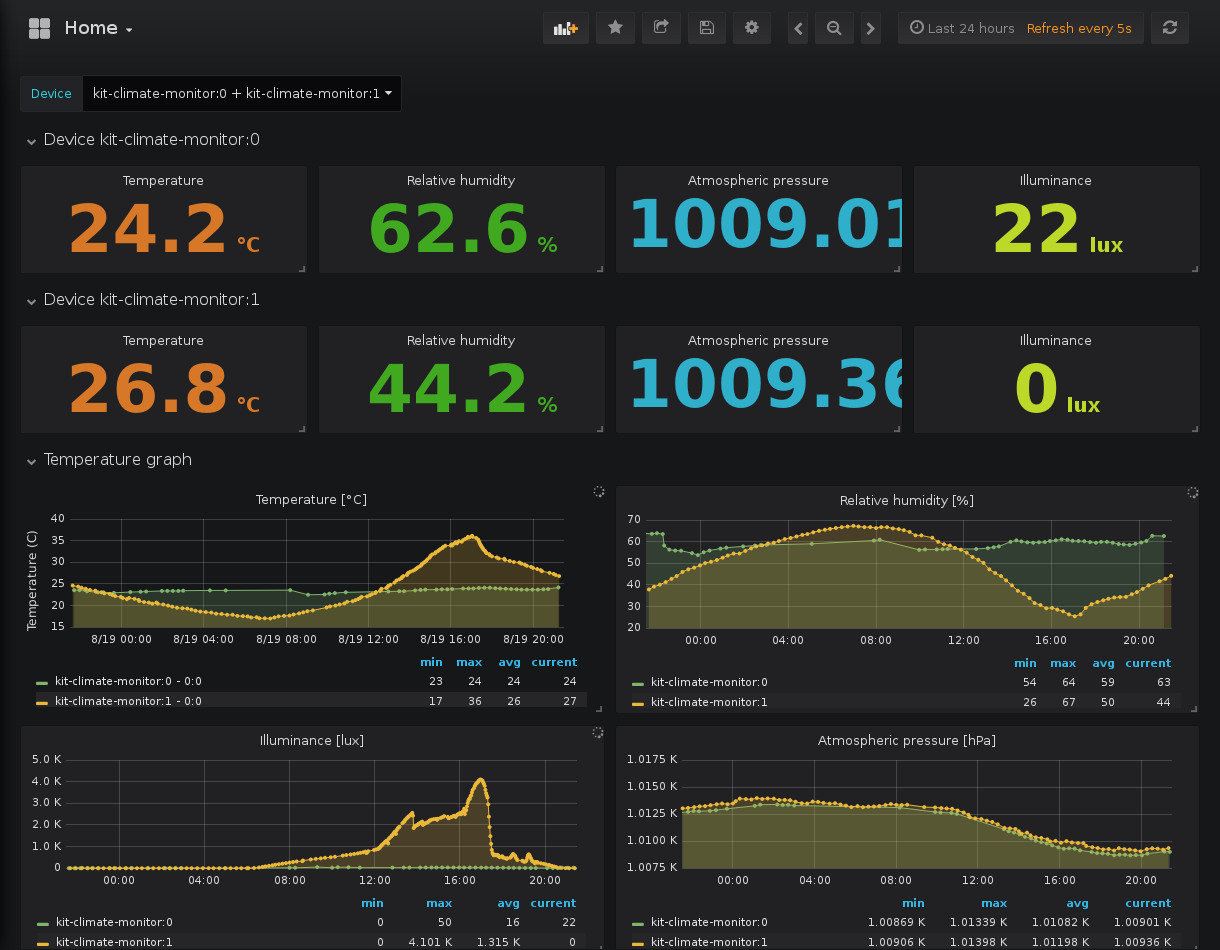 Home
Last 24 hours Refresh every 5s
Device kit-climate-monitor:0 + kit-climate-monitor:1
Device kit-climate-monitor:0
Temperature Relative humidity Atmospheric pressure Illuminance
24.2 °C 62.6 % 1009.01 22 lux
Device kit-climate-monitor:1
Temperature Relative humidity Atmospheric pressure Illuminance
26.8 °C 44.2 % 1009.36 0 lux
Temperature graph
Temperature [°C]
Temperature (C)
40
35
30
25
20
15
8/19 00:00 8/19 04:00 8/19 08:00 8/19 12:00 8/19 16:00 8/19 20:00
min max avg current
kit-climate-monitor:0 - 0:0 23 24 24 24
kit-climate-monitor:1 - 0:0 17 36 26 27
Relative humidity [%]
70
60
50
40
30
20
00:00 04:00 08:00 12:00 16:00 20:00
min max avg current
kit-climate-monitor:0 54 64 59 63
kit-climate-monitor:1 26 67 50 44
Illuminance [lux]
5.0 K
4.0 K
3.0 K
2.0 K
1.0 K
0
00:00 04:00 08:00 12:00 16:00 20:00
min max avg current
kit-climate-monitor:0 0 50 16 22
kit-climate-monitor:1 0 4.101 K 1.315 K 0
Atmospheric pressure [hPa]
1.0175 K
1.0150 K
1.0125 K
1.0100 K
1.0075 K
00:00 04:00 08:00 12:00 16:00 20:00
min max avg current
kit-climate-monitor:0 1.00869 K 1.01339 K 1.01082 K 1.00901 K
kit-climate-monitor:1 1.00906 K 1.01398 K 1.01198 K 1.00936 K